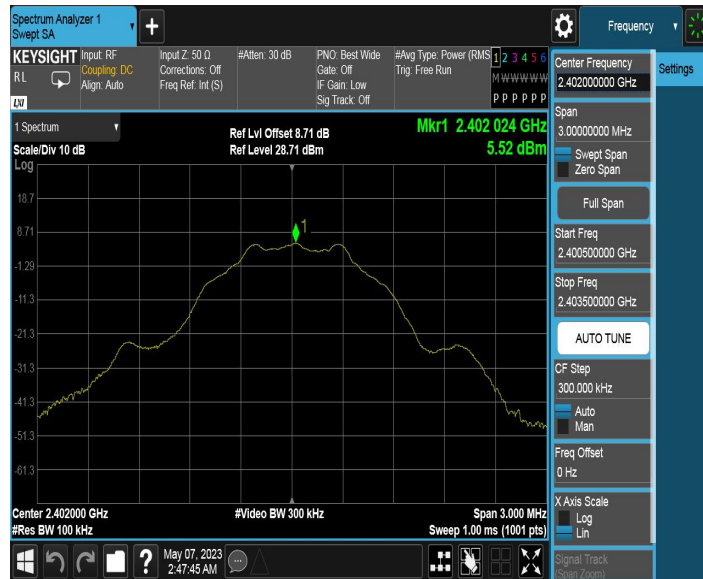 Spectrum Analyzer 1
Swept SA
Frequency
KEYSIGHT
RL
LXI
Input: RF
Coupling: DC
Align: Auto
Input Z: 50 Ω
Corrections: Off
Freq Ref: Int (S)
#Atten: 30 dB
PNO: Best Wide
Gate: Off
IF Gain: Low
Sig Track: Off
#Avg Type: Power (RMS
Trig: Free Run
1 2 3 4 5 6
M W W W W W
P P P P P P
1 Spectrum
Scale/Div 10 dB
Ref Lvl Offset 8.71 dB
Ref Level 28.71 dBm
Mkr1 2.402 024 GHz
5.52 dBm
Log
18.7
8.71
-1.29
-11.3
-21.3
-31.3
-41.3
-51.3
-61.3
1
Center 2.402000 GHz
#Res BW 100 kHz
#Video BW 300 kHz
Span 3.000 MHz
Sweep 1.00 ms (1001 pts)
May 07, 2023
2:47:45 AM
Center Frequency
2.402000000 GHz
Settings
Span
3.00000000 MHz
Swept Span
Zero Span
Full Span
Start Freq
2.400500000 GHz
Stop Freq
2.403500000 GHz
AUTO TUNE
CF Step
300.000 kHz
Auto
Man
Freq Offset
0 Hz
X Axis Scale
Log
Lin
Signal Track
(Span Zoom)